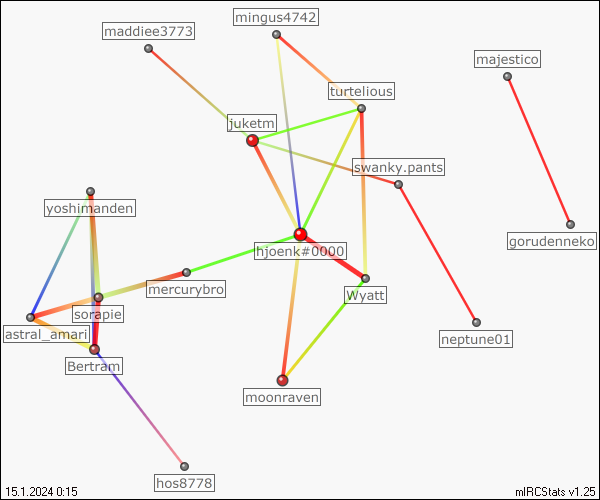 mingus4742
maddiee3773
majestico
turtelious
juketm
swanky.pants
yoshimanden
gorudenneko
hjoenk#0000
mercurybro
Wyatt
sorapie
astral_amari
neptune01
Bertram
moonraven
hos8778
15.1.2024 0:15
mIRCStats v1.25